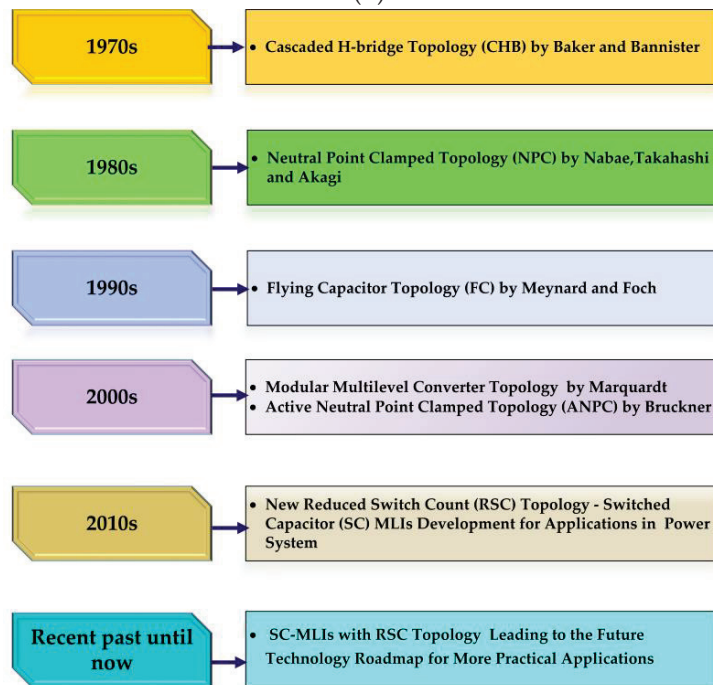 1970s
• Cascaded H-bridge Topology (CHB) by Baker and Bannister
1980s
• Neutral Point Clamped Topology (NPC) by Nabae,Takahashi
and Akagi
1990s
• Flying Capacitor Topology (FC) by Meynard and Foch
2000s
• Modular Multilevel Converter Topology by Marquardt
• Active Neutral Point Clamped Topology (ANPC) by Bruckner
2010s
• New Reduced Switch Count (RSC) Topology - Switched
Capacitor (SC) MLIs Development for Applications in Power
System
Recent past until
now
• SC-MLIs with RSC Topology Leading to the Future
Technology Roadmap for More Practical Applications